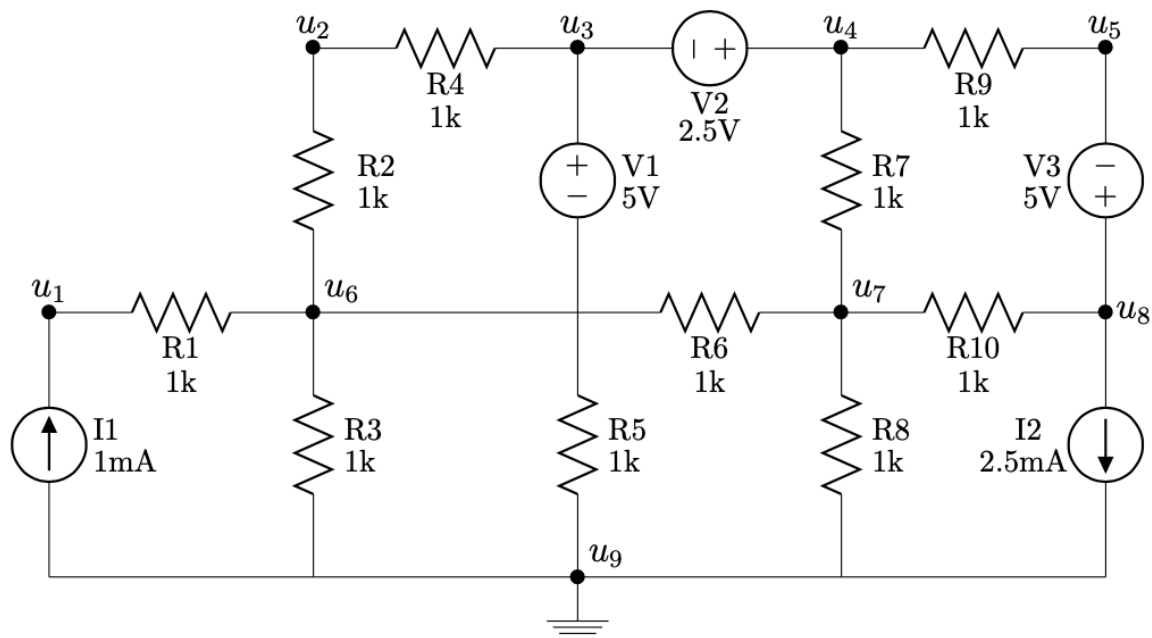 u₂
u₃
u₄
u₅
R4
1k
V2
2.5V
R9
1k
R2
1k
V1
5V
R7
1k
V3
5V
u₁
u₆
u₇
u₈
R1
1k
R6
1k
R10
1k
I1
1mA
R3
1k
R5
1k
R8
1k
I2
2.5mA
u₉